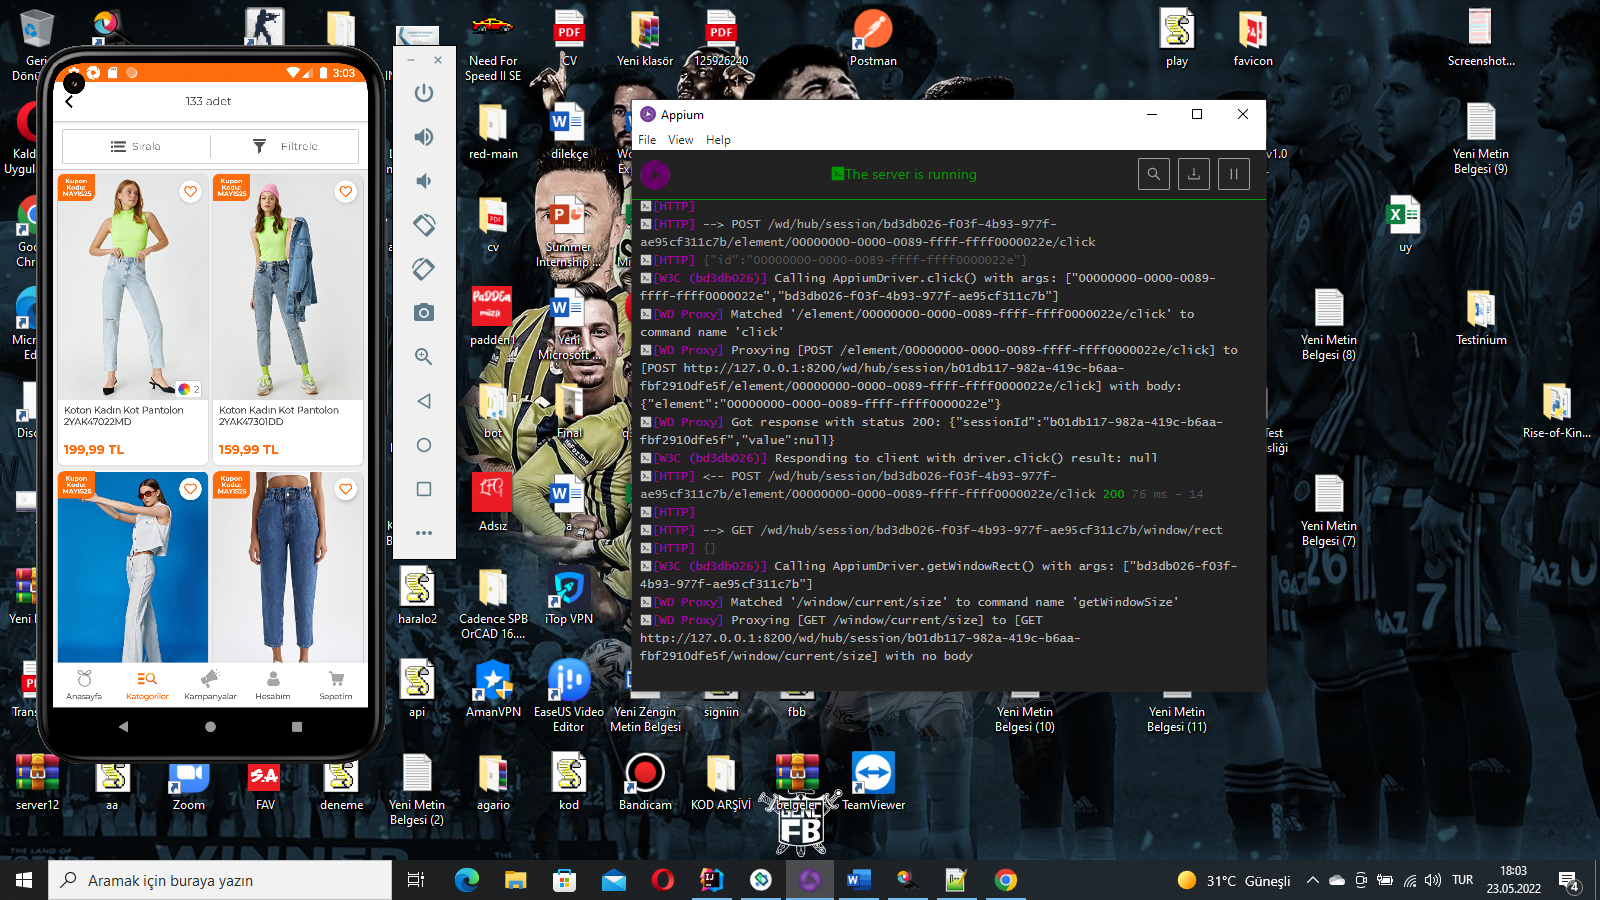 3:03
133 adet
Sırala
Filtrele
Kupon
Kodu:
MAYIS25
Kupon
Kodu:
MAYIS25
2
Koton Kadın Kot Pantolon
2YAK47022MD
199,99 TL
Koton Kadın Kot Pantolon
2YAK47301DD
159,99 TL
Kupon
Kodu:
MAYIS25
Kupon
Kodu:
MAYIS25
Anasayfa
Kategoriler
Kampanyalar
Hesabım
Sepetim
Need For
Speed II SE
CV
Yeni klasör
125926240
Postman
play
favicon
Screenshot...
red-main
dilekçe
v1.0
Yeni Metin
Belgesi (9)
cv
Summer
Internship ...
uy
padden1
Yeni
Microsoft ...
Yeni Metin
Belgesi (8)
Testinium
bot
Final
Rise-of-Kin...
Adsız
a
Yeni Metin
Belgesi (7)
haralo2
Cadence SPB
OrCAD 16....
iTop VPN
api
AmanVPN
EaseUS Video
Editor
Yeni Zengin
Metin Belgesi
signiin
fbb
Yeni Metin
Belgesi (10)
Yeni Metin
Belgesi (11)
server12
aa
Zoom
FAV
deneme
Yeni Metin
Belgesi (2)
agario
kod
Bandicam
KOD ARŞİVİ
belgeler
TeamViewer
Appium
File View Help
The server is running
[HTTP]
[HTTP] --> POST /wd/hub/session/bd3db026-f03f-4b93-977f-
ae95cf311c7b/element/00000000-0000-0089-ffff-ffff0000022e/click
[HTTP] {"id":"00000000-0000-0089-ffff-ffff0000022e"}
[W3C (bd3db026)] Calling AppiumDriver.click() with args: ["00000000-0000-0089-
ffff-ffff0000022e","bd3db026-f03f-4b93-977f-ae95cf311c7b"]
[WD Proxy] Matched '/element/00000000-0000-0089-ffff-ffff0000022e/click' to
command name 'click'
[WD Proxy] Proxying [POST /element/00000000-0000-0089-ffff-ffff0000022e/click] to
[POST http://127.0.0.1:8200/wd/hub/session/b01db117-982a-419c-b6aa-
fbf2910dfe5f/element/00000000-0000-0089-ffff-ffff0000022e/click] with body:
{"element":"00000000-0000-0089-ffff-ffff0000022e"}
[WD Proxy] Got response with status 200: {"sessionId":"b01db117-982a-419c-b6aa-
fbf2910dfe5f","value":null}
[W3C (bd3db026)] Responding to client with driver.click() result: null
[HTTP] <-- POST /wd/hub/session/bd3db026-f03f-4b93-977f-
ae95cf311c7b/element/00000000-0000-0089-ffff-ffff0000022e/click 200 76 ms - 14
[HTTP]
[HTTP] --> GET /wd/hub/session/bd3db026-f03f-4b93-977f-ae95cf311c7b/window/rect
[HTTP] {}
[W3C (bd3db026)] Calling AppiumDriver.getWindowRect() with args: ["bd3db026-f03f-
4b93-977f-ae95cf311c7b"]
[WD Proxy] Matched '/window/current/size' to command name 'getWindowSize'
[WD Proxy] Proxying [GET /window/current/size] to [GET
http://127.0.0.1:8200/wd/hub/session/b01db117-982a-419c-b6aa-
fbf2910dfe5f/window/current/size] with no body
GENÇ
FB
WINNER
Aramak için buraya yazın
31°C Güneşli
TUR
18:03
23.05.2022
4